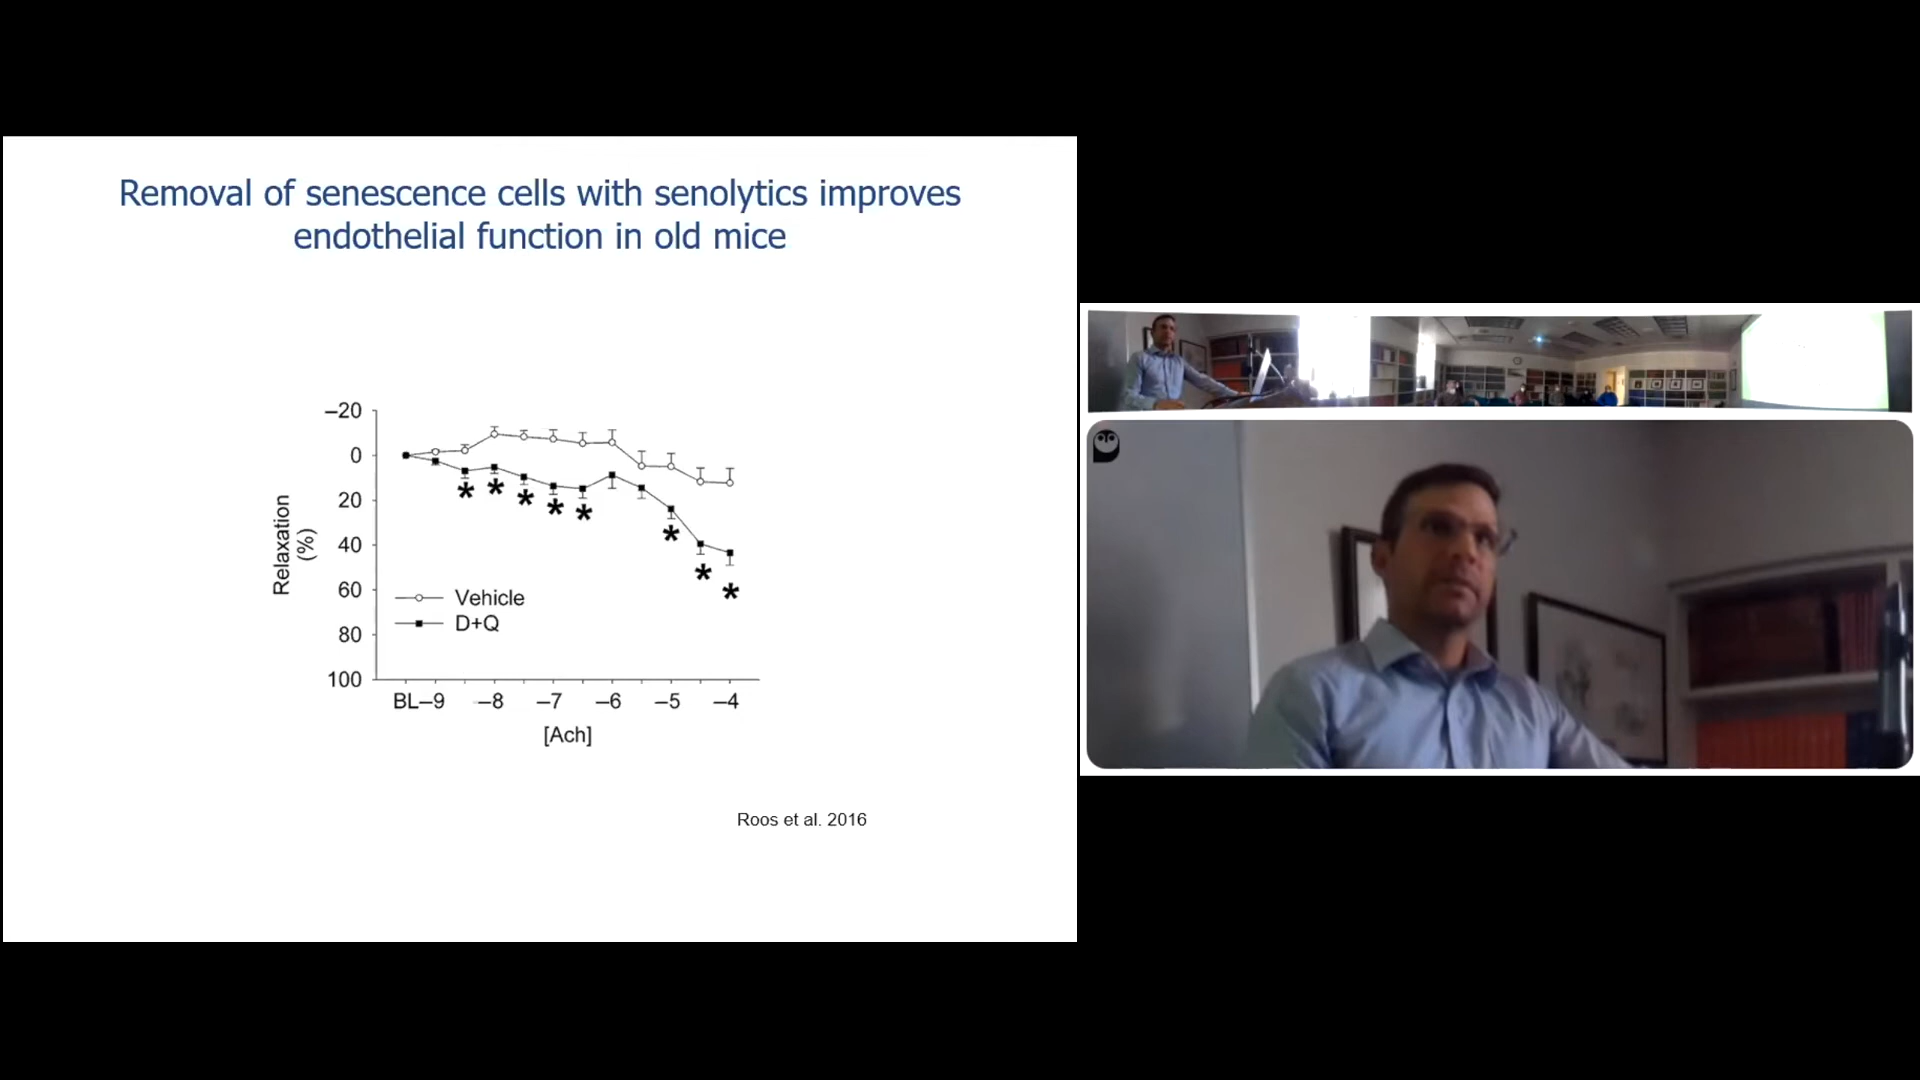 Removal of senescence cells with senolytics improves
endothelial function in old mice
–20
0
20
40
60
80
100
Relaxation
(%)
Vehicle
D+Q
* * * * * * * *
BL –9 –8 –7 –6 –5 –4
[Ach]
Roos et al. 2016